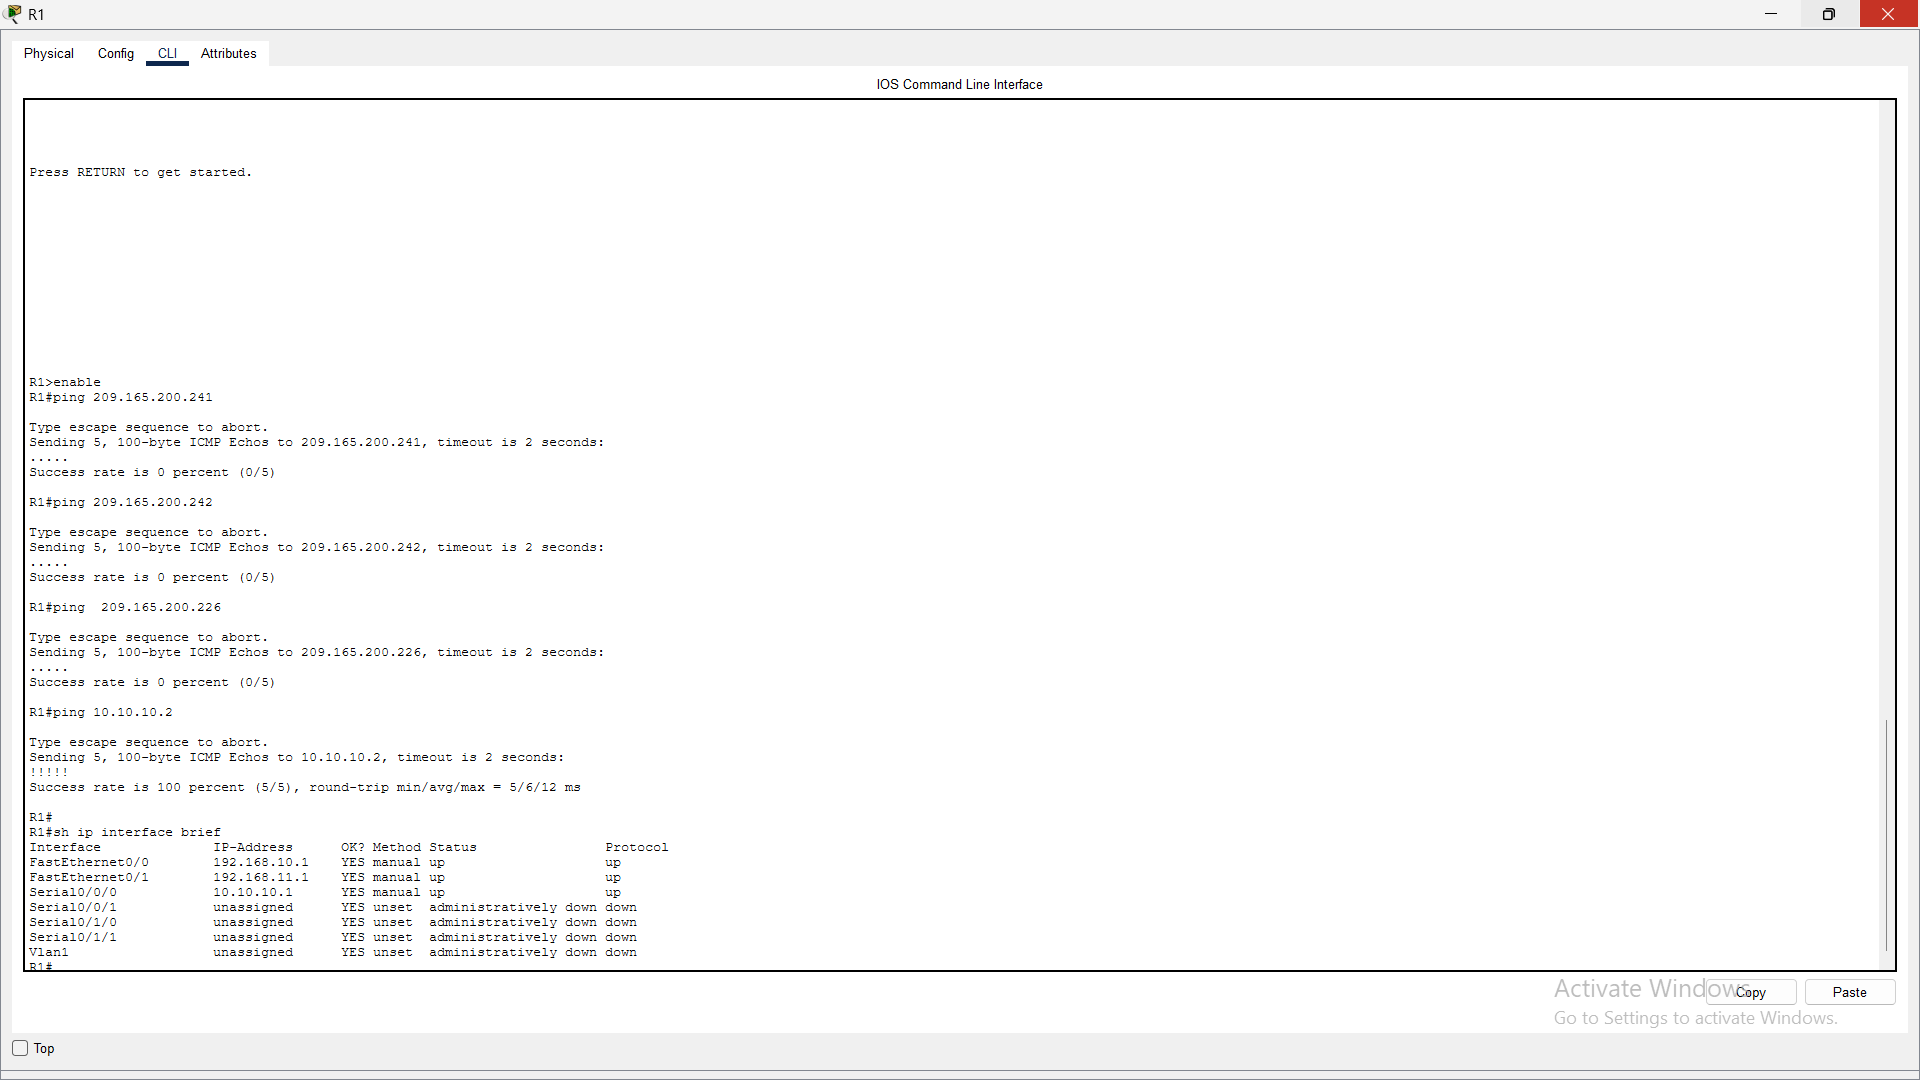 R1
Physical Config CLI Attributes
IOS Command Line Interface
Press RETURN to get started.
R1>enable
R1#ping 209.165.200.241
Type escape sequence to abort.
Sending 5, 100-byte ICMP Echos to 209.165.200.241, timeout is 2 seconds:
.....
Success rate is 0 percent (0/5)
R1#ping 209.165.200.242
Type escape sequence to abort.
Sending 5, 100-byte ICMP Echos to 209.165.200.242, timeout is 2 seconds:
.....
Success rate is 0 percent (0/5)
R1#ping  209.165.200.226
Type escape sequence to abort.
Sending 5, 100-byte ICMP Echos to 209.165.200.226, timeout is 2 seconds:
.....
Success rate is 0 percent (0/5)
R1#ping 10.10.10.2
Type escape sequence to abort.
Sending 5, 100-byte ICMP Echos to 10.10.10.2, timeout is 2 seconds:
!!!!!
Success rate is 100 percent (5/5), round-trip min/avg/max = 5/6/12 ms
R1#
R1#sh ip interface brief
Interface              IP-Address      OK? Method Status                Protocol
FastEthernet0/0        192.168.10.1    YES manual up                    up
FastEthernet0/1        192.168.11.1    YES manual up                    up
Serial0/0/0            10.10.10.1      YES manual up                    up
Serial0/0/1            unassigned      YES unset  administratively down down
Serial0/1/0            unassigned      YES unset  administratively down down
Serial0/1/1            unassigned      YES unset  administratively down down
Vlan1                  unassigned      YES unset  administratively down down
R1#
Activate Windows
Copy Paste
Go to Settings to activate Windows.
Top